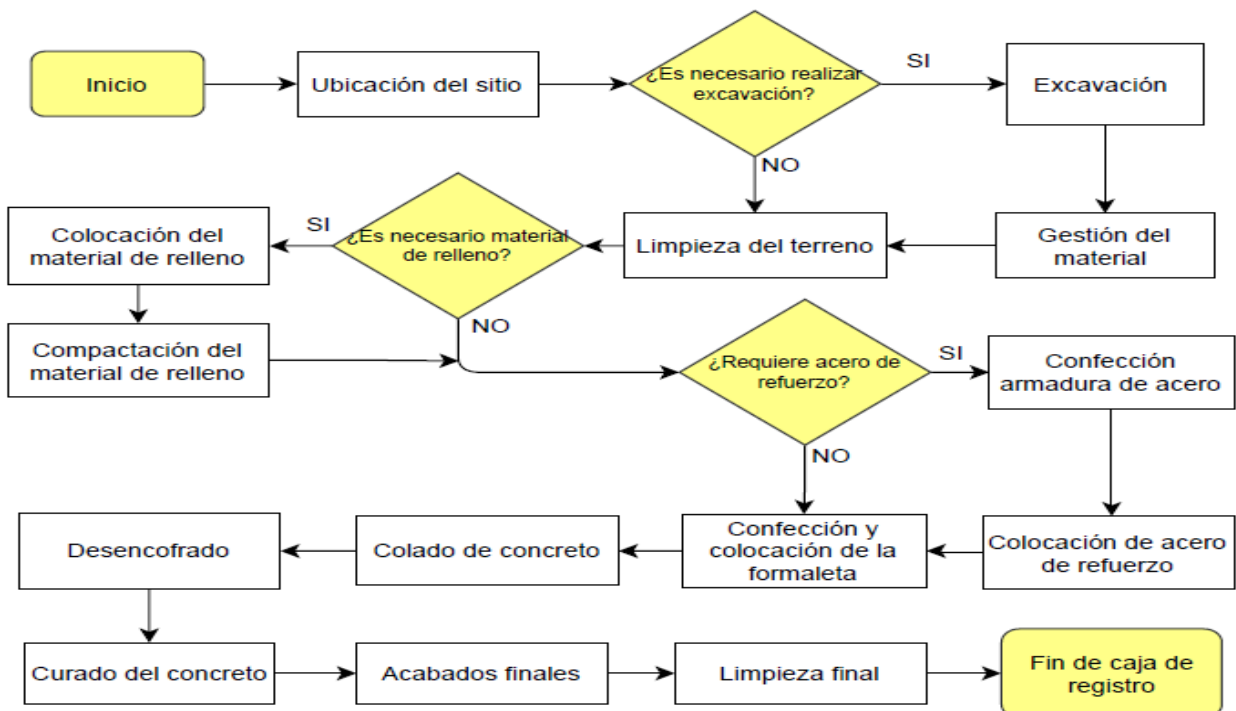 Inicio
Ubicación del sitio
¿Es necesario realizar
excavación?
SI
Excavación
NO
Colocación del
material de relleno
SI
¿Es necesario material
de relleno?
Limpieza del terreno
Gestión del
material
NO
Compactación del
material de relleno
¿Requiere acero de
refuerzo?
SI
Confección
armadura de acero
NO
Desencofrado
Colado de concreto
Confección y
colocación de la
formaleta
Colocación de acero
de refuerzo
Curado del concreto
Acabados finales
Limpieza final
Fin de caja de
registro